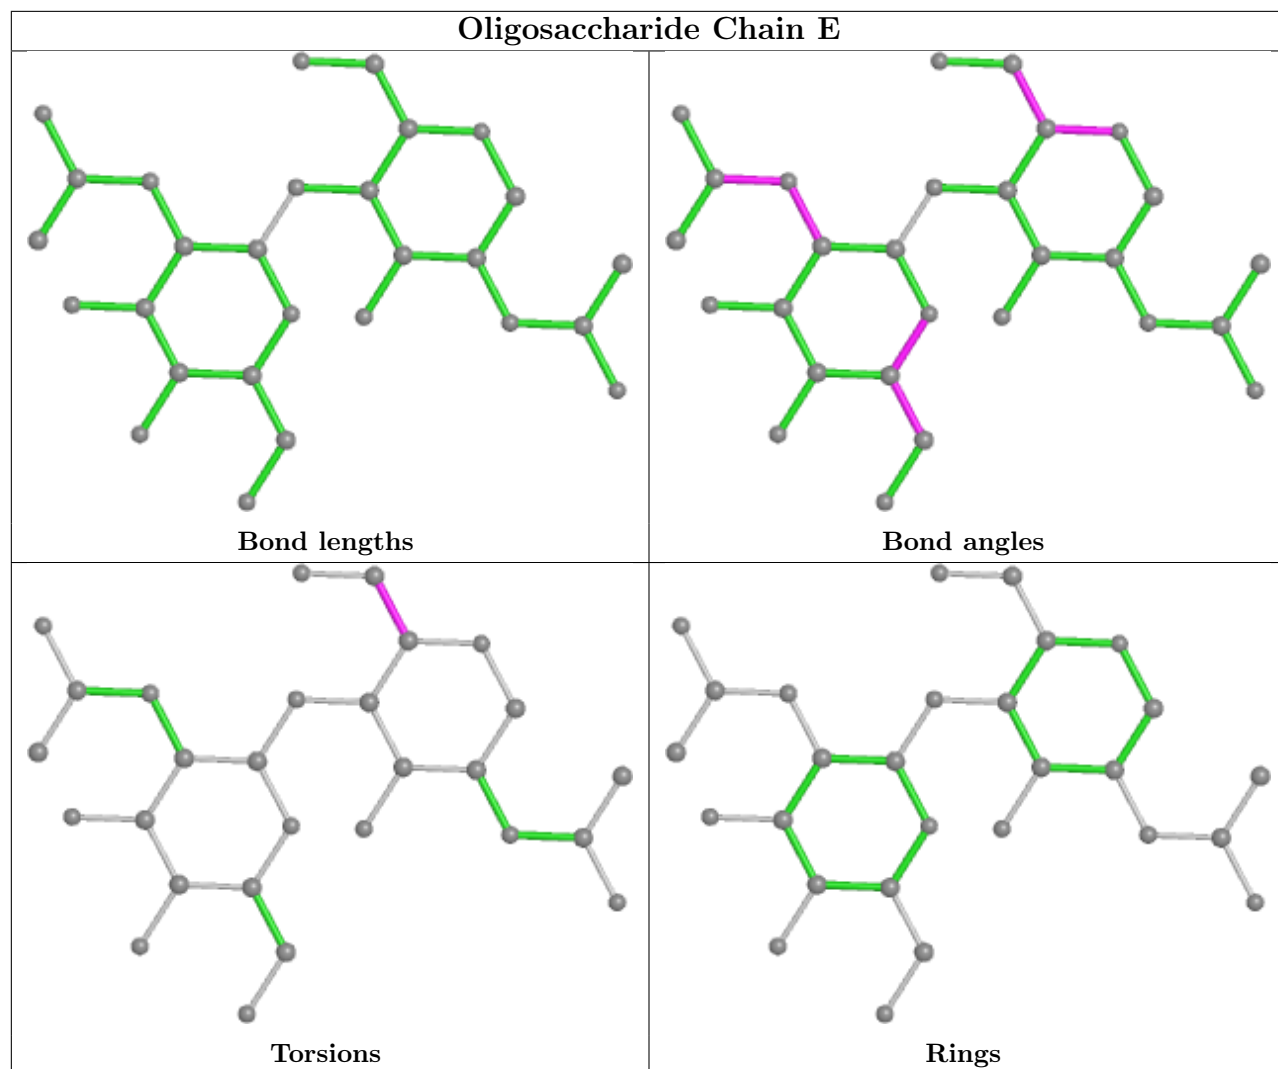 Oligosaccharide Chain E
Bond lengths
Bond angles
Torsions
Rings